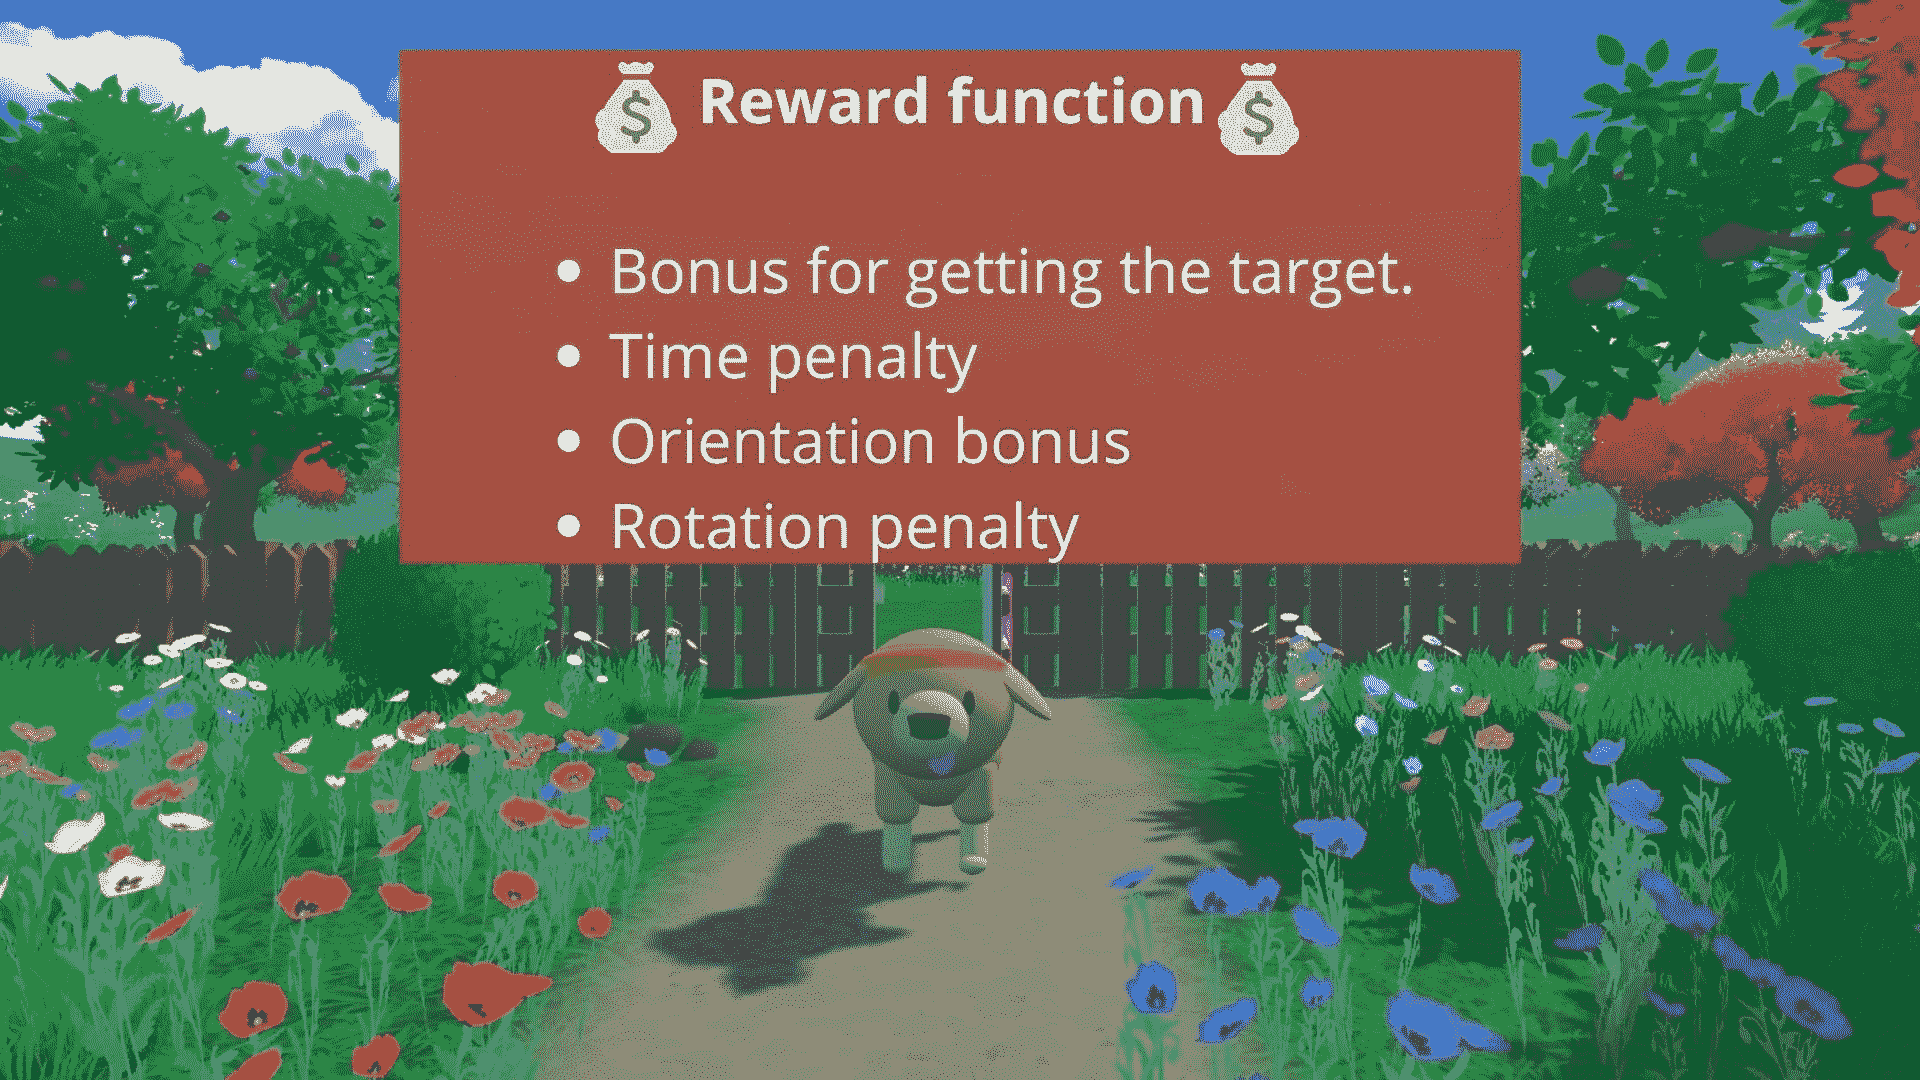 Reward function
• Bonus for getting the target.
• Time penalty
• Orientation bonus
• Rotation penalty